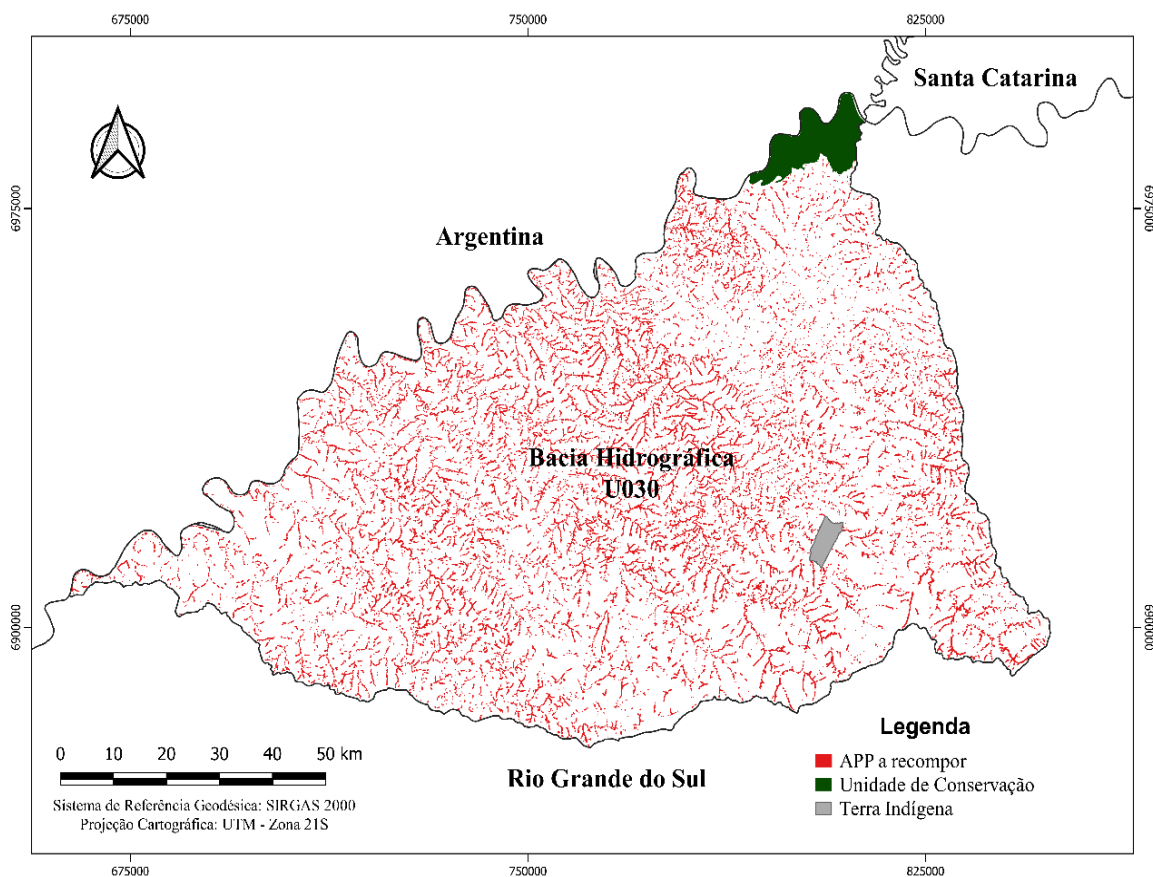 675000 750000 825000
Santa Catarina
6975000 6975000
Argentina
Bacia Hidrográfica
U030
6900000 6900000
Legenda
0 10 20 30 40 50 km
APP a recompor
Rio Grande do Sul
Unidade de Conservação
Sistema de Referência Geodésica: SIRGAS 2000
Terra Indígena
Projeção Cartográfica: UTM - Zona 21S
675000 750000 825000